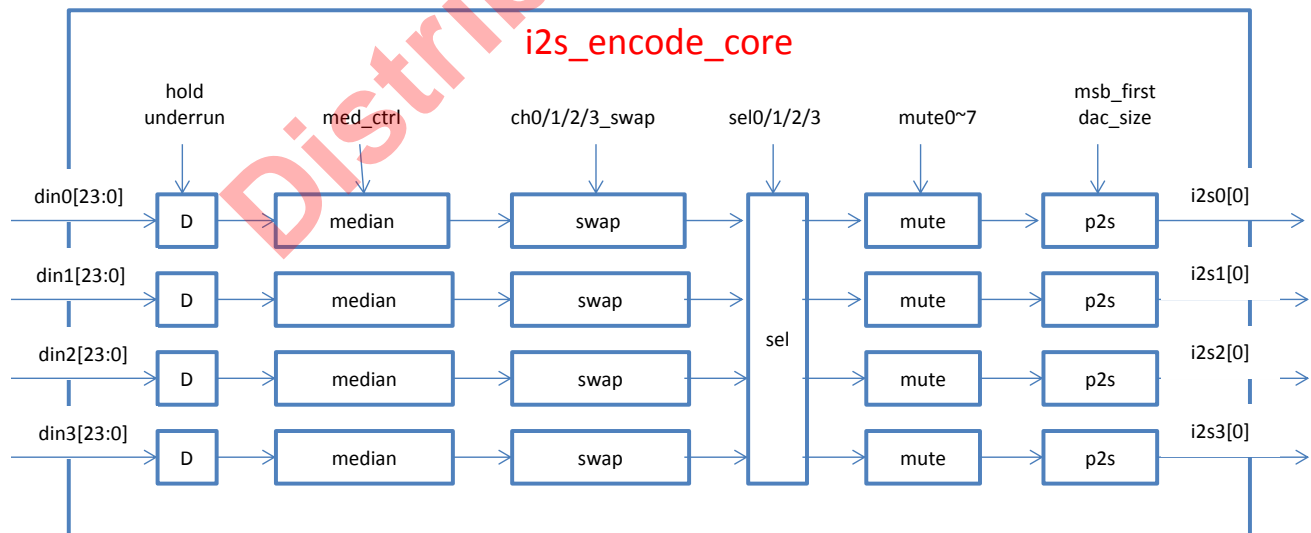 i2s_encode_core
hold
underrun
med_ctrl
ch0/1/2/3_swap
sel0/1/2/3
mute0~7
msb_first
dac_size
din0[23:0]
D
median
swap
mute
p2s
i2s0[0]
din1[23:0]
D
median
swap
mute
p2s
i2s1[0]
sel
din2[23:0]
D
median
swap
mute
p2s
i2s2[0]
din3[23:0]
D
median
swap
mute
p2s
i2s3[0]